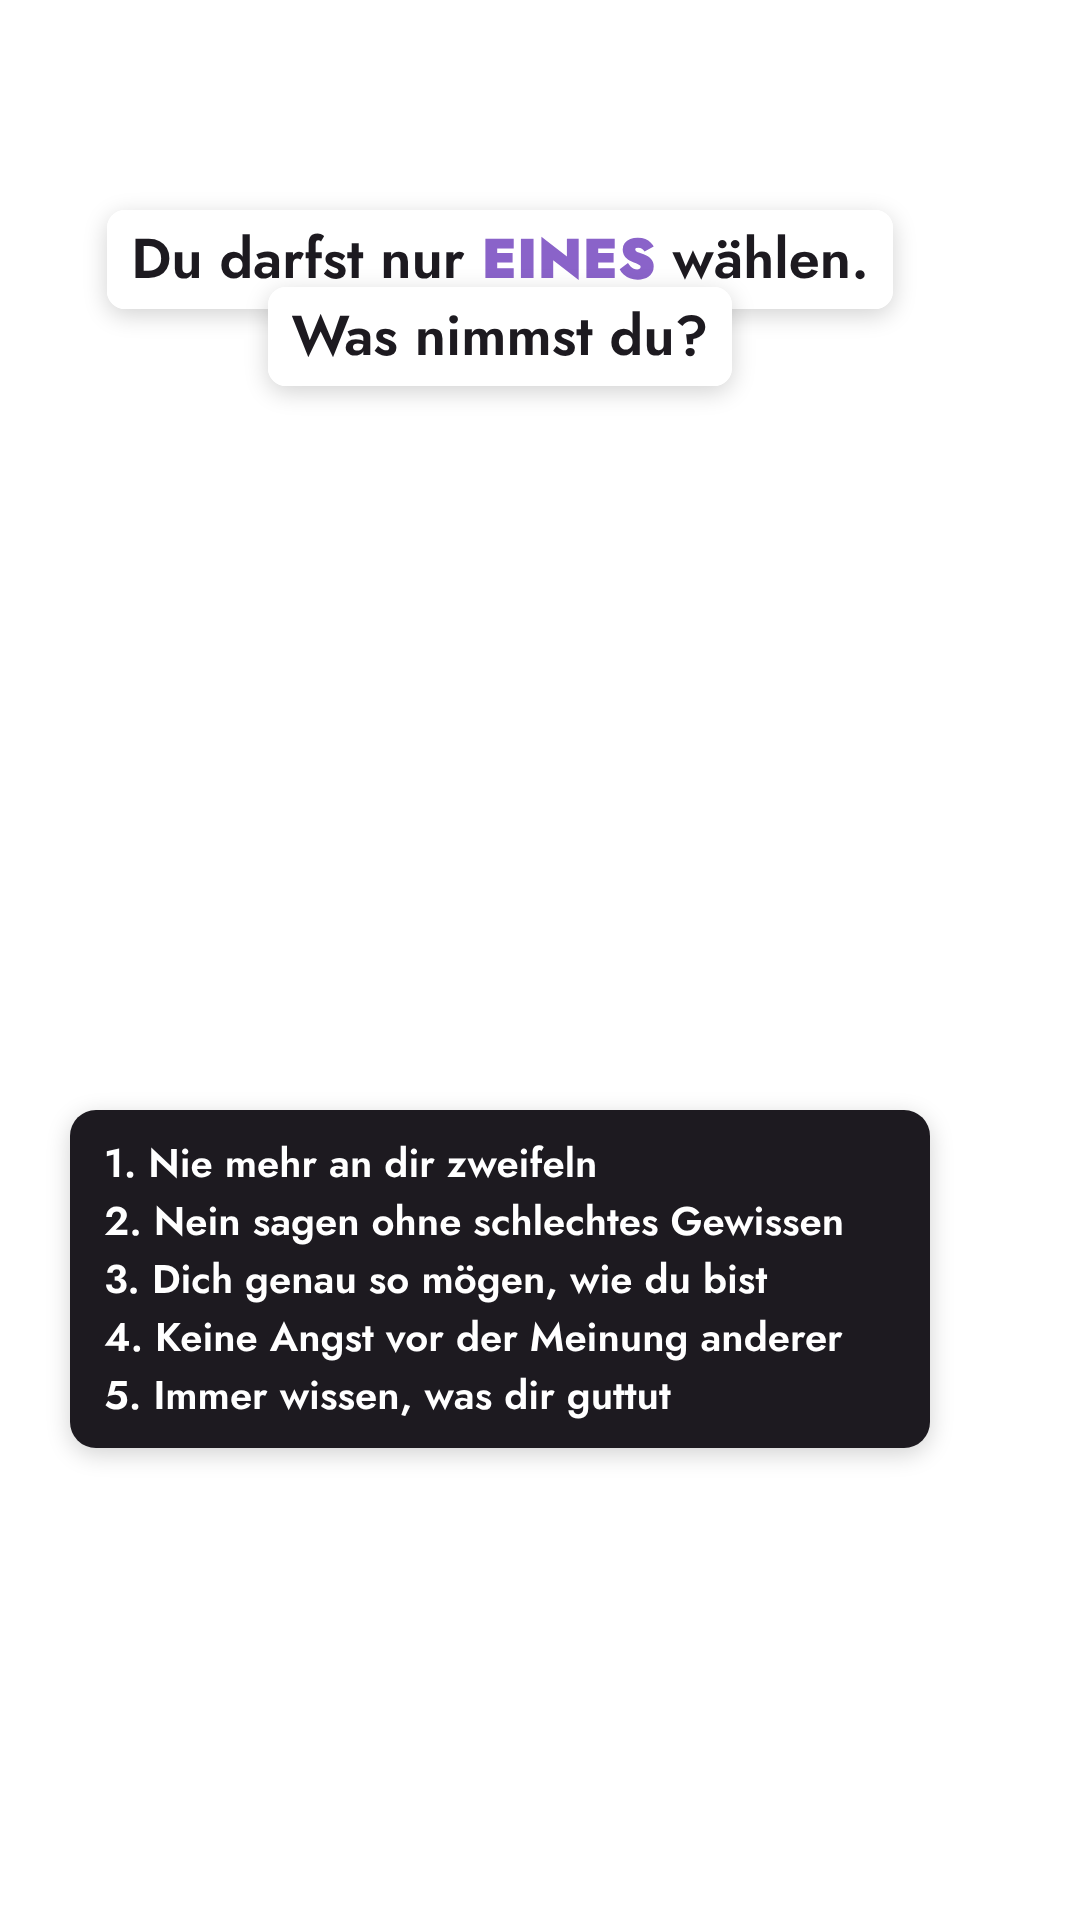 Du darfst nur EINES wählen.
Was nimmst du?
1. Nie mehr an dir zweifeln
2. Nein sagen ohne schlechtes Gewissen
3. Dich genau so mögen, wie du bist
4. Keine Angst vor der Meinung anderer
5. Immer wissen, was dir guttut